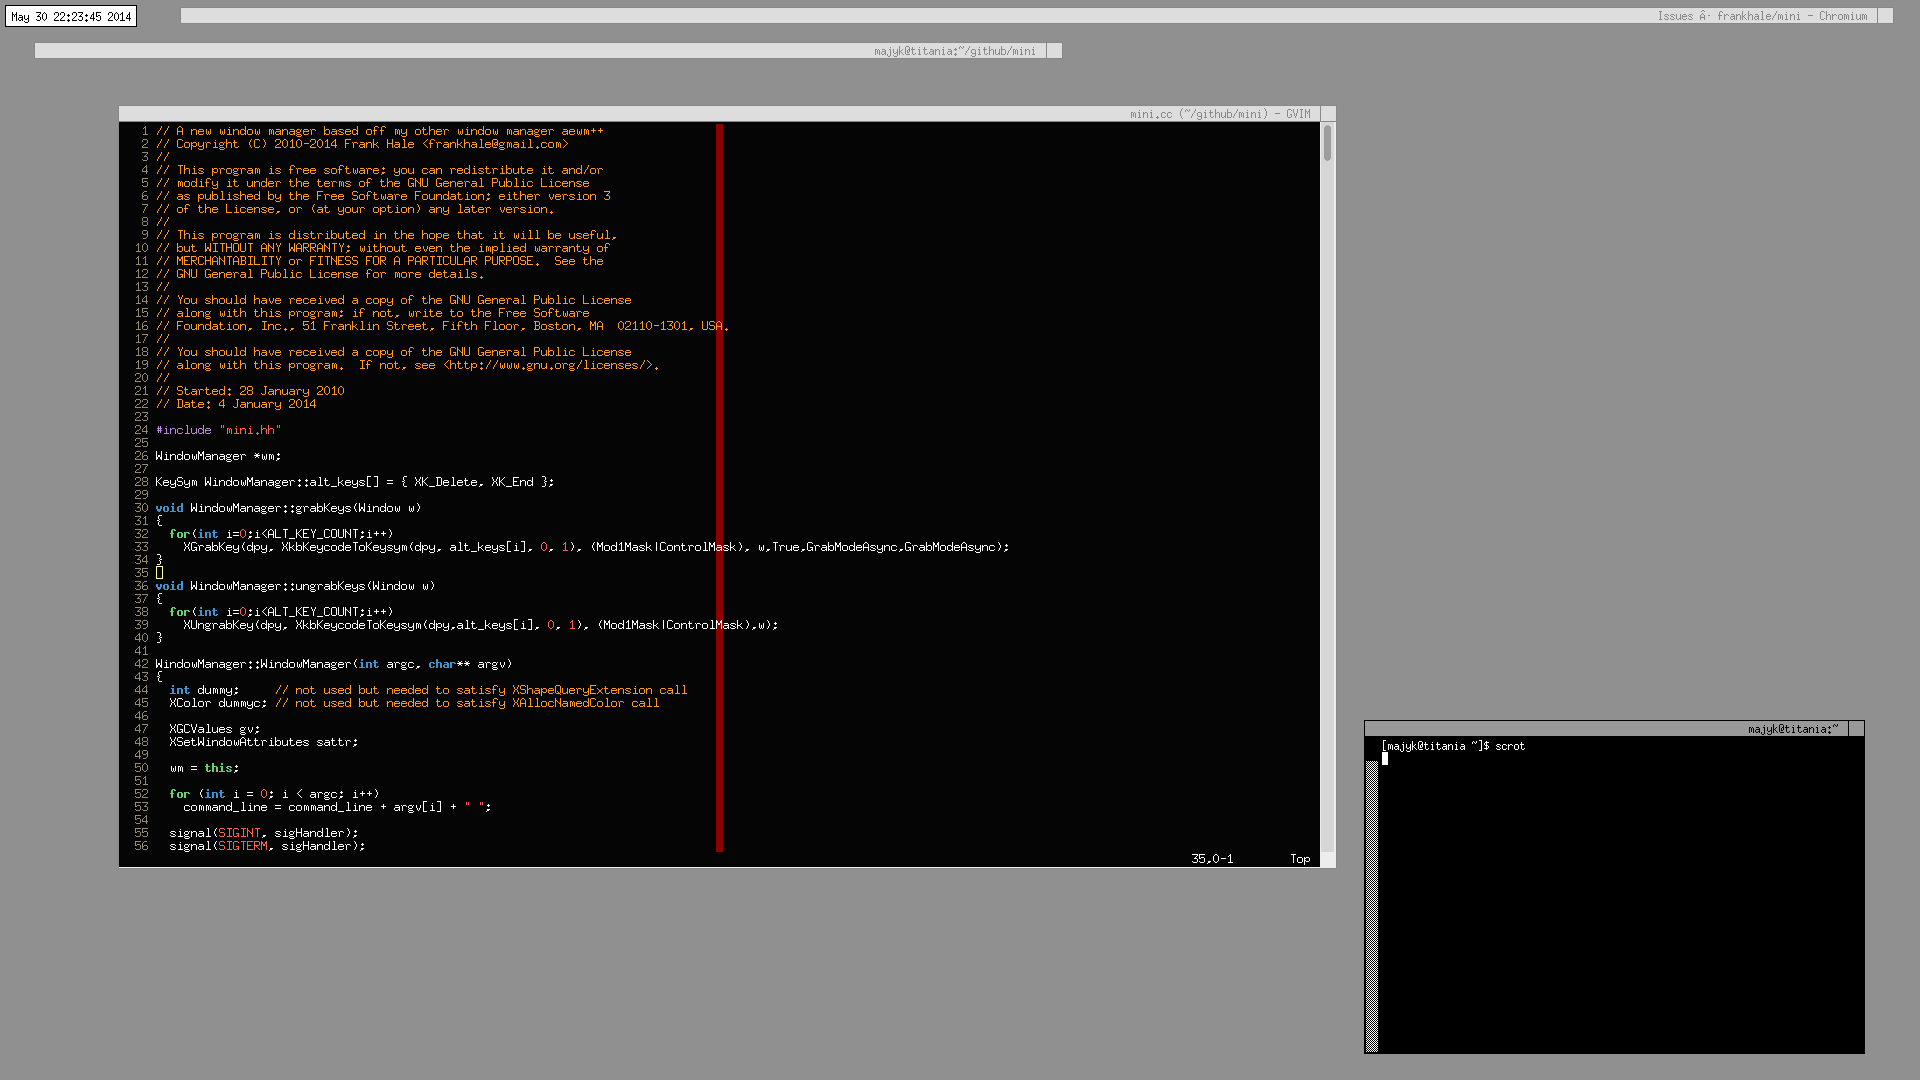 May 30 22:23:45 2014
Issues Â· frankhale/mini - Chromium
majyk@titania:~/github/mini
mini.cc (~/github/mini) - GVIM
1 // A new window manager based off my other window manager aewm++
2 // Copyright (C) 2010-2014 Frank Hale <frankhale@gmail.com>
3 //
4 // This program is free software; you can redistribute it and/or
5 // modify it under the terms of the GNU General Public License
6 // as published by the Free Software Foundation; either version 3
7 // of the License, or (at your option) any later version.
8 //
9 // This program is distributed in the hope that it will be useful,
10 // but WITHOUT ANY WARRANTY; without even the implied warranty of
11 // MERCHANTABILITY or FITNESS FOR A PARTICULAR PURPOSE.  See the
12 // GNU General Public License for more details.
13 //
14 // You should have received a copy of the GNU General Public License
15 // along with this program; if not, write to the Free Software
16 // Foundation, Inc., 51 Franklin Street, Fifth Floor, Boston, MA  02110-1301, USA.
17 //
18 // You should have received a copy of the GNU General Public License
19 // along with this program.  If not, see <http://www.gnu.org/licenses/>.
20 //
21 // Started: 28 January 2010
22 // Date: 4 January 2014
23
24 #include "mini.hh"
25
26 WindowManager *wm;
27
28 KeySym WindowManager::alt_keys[] = { XK_Delete, XK_End };
29
30 void WindowManager::grabKeys(Window w)
31 {
32   for(int i=0;i<ALT_KEY_COUNT;i++)
33     XGrabKey(dpy, XkbKeycodeToKeysym(dpy, alt_keys[i], 0, 1), (Mod1Mask|ControlMask), w,True,GrabModeAsync,GrabModeAsync);
34 }
35
36 void WindowManager::ungrabKeys(Window w)
37 {
38   for(int i=0;i<ALT_KEY_COUNT;i++)
39     XUngrabKey(dpy, XkbKeycodeToKeysym(dpy,alt_keys[i], 0, 1), (Mod1Mask|ControlMask),w);
40 }
41
42 WindowManager::WindowManager(int argc, char** argv)
43 {
44   int dummy;     // not used but needed to satisfy XShapeQueryExtension call
45   XColor dummyc; // not used but needed to satisfy XAllocNamedColor call
46
47   XGCValues gv;
48   XSetWindowAttributes sattr;
49
50   wm = this;
51
52   for (int i = 0; i < argc; i++)
53     command_line = command_line + argv[i] + " ";
54
55   signal(SIGINT, sigHandler);
56   signal(SIGTERM, sigHandler);
35,0-1 Top
majyk@titania:~
[majyk@titania ~]$ scrot